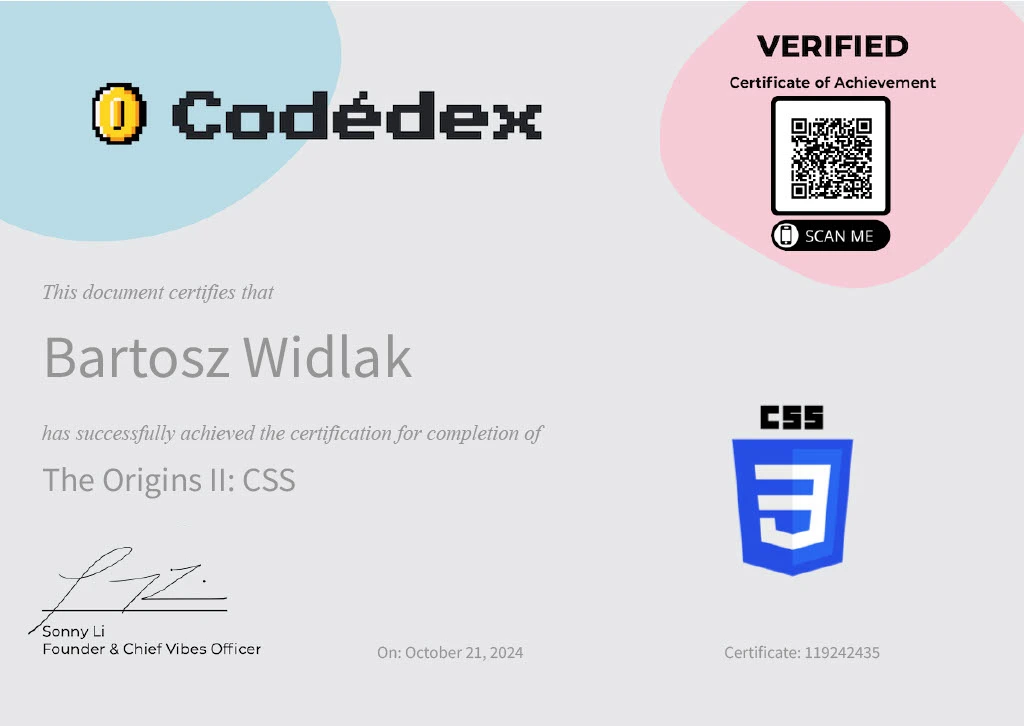 Codédex
VERIFIED
Certificate of Achievement
SCAN ME
This document certifies that
Bartosz Widlak
has successfully achieved the certification for completion of
The Origins II: CSS
CSS
Sonny Li
Founder & Chief Vibes Officer
On: October 21, 2024
Certificate: 119242435